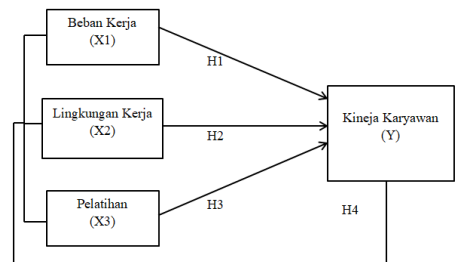 Beban Kerja
(X1)
H1
Lingkungan Kerja
(X2)
H2
Kineja Karyawan
(Y)
Pelatihan
(X3)
H3
H4